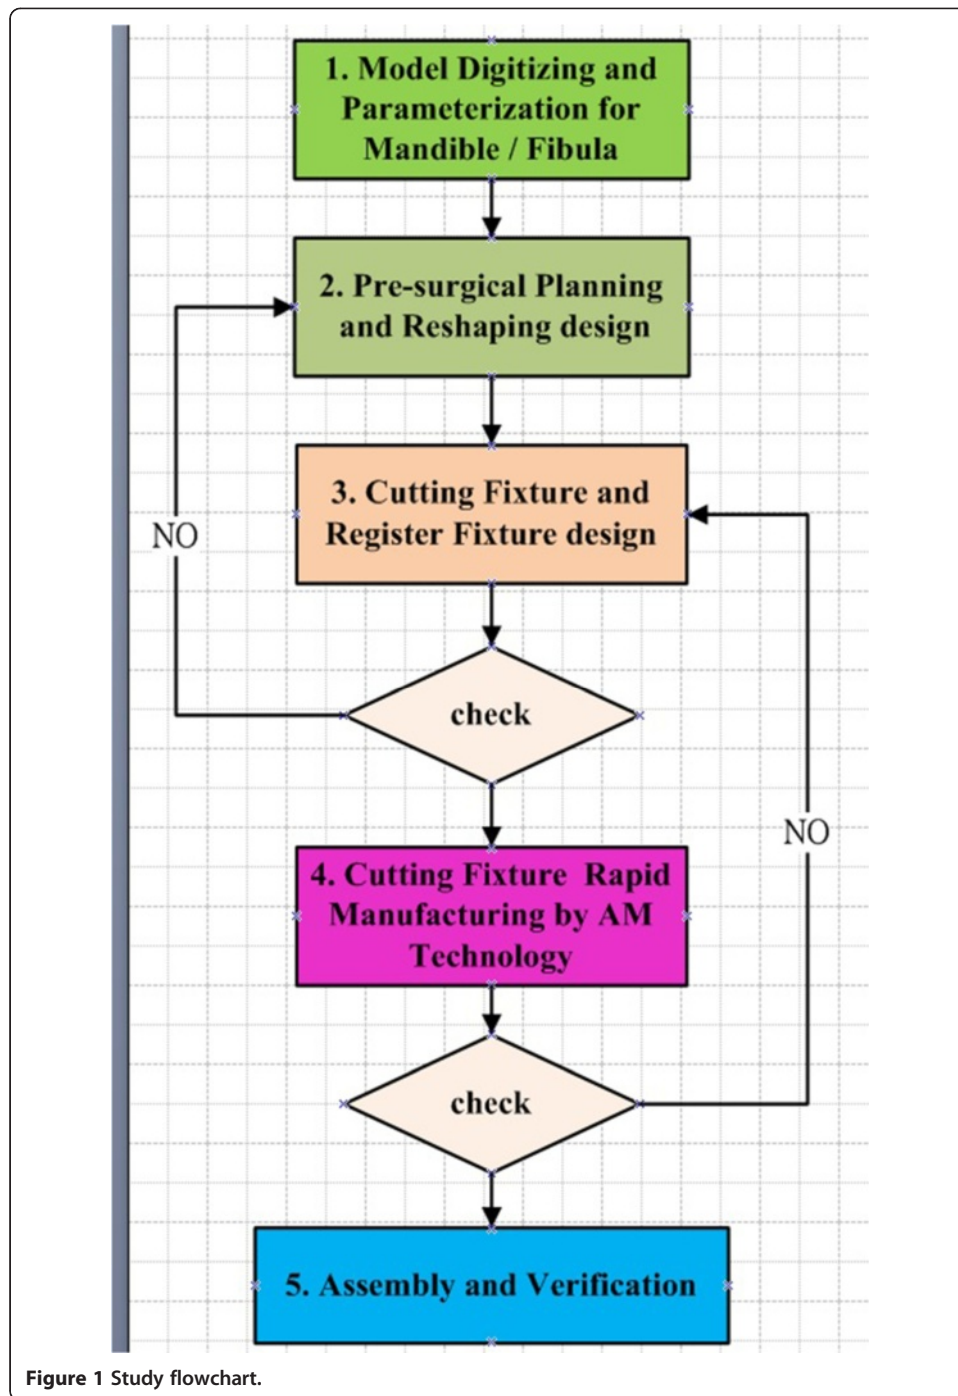 1. Model Digitizing and
Parameterization for
Mandible / Fibula
2. Pre-surgical Planning
and Reshaping design
3. Cutting Fixture and
Register Fixture design
NO
check
NO
4. Cutting Fixture Rapid
Manufacturing by AM
Technology
check
5. Assembly and Verification
Figure 1 Study flowchart.